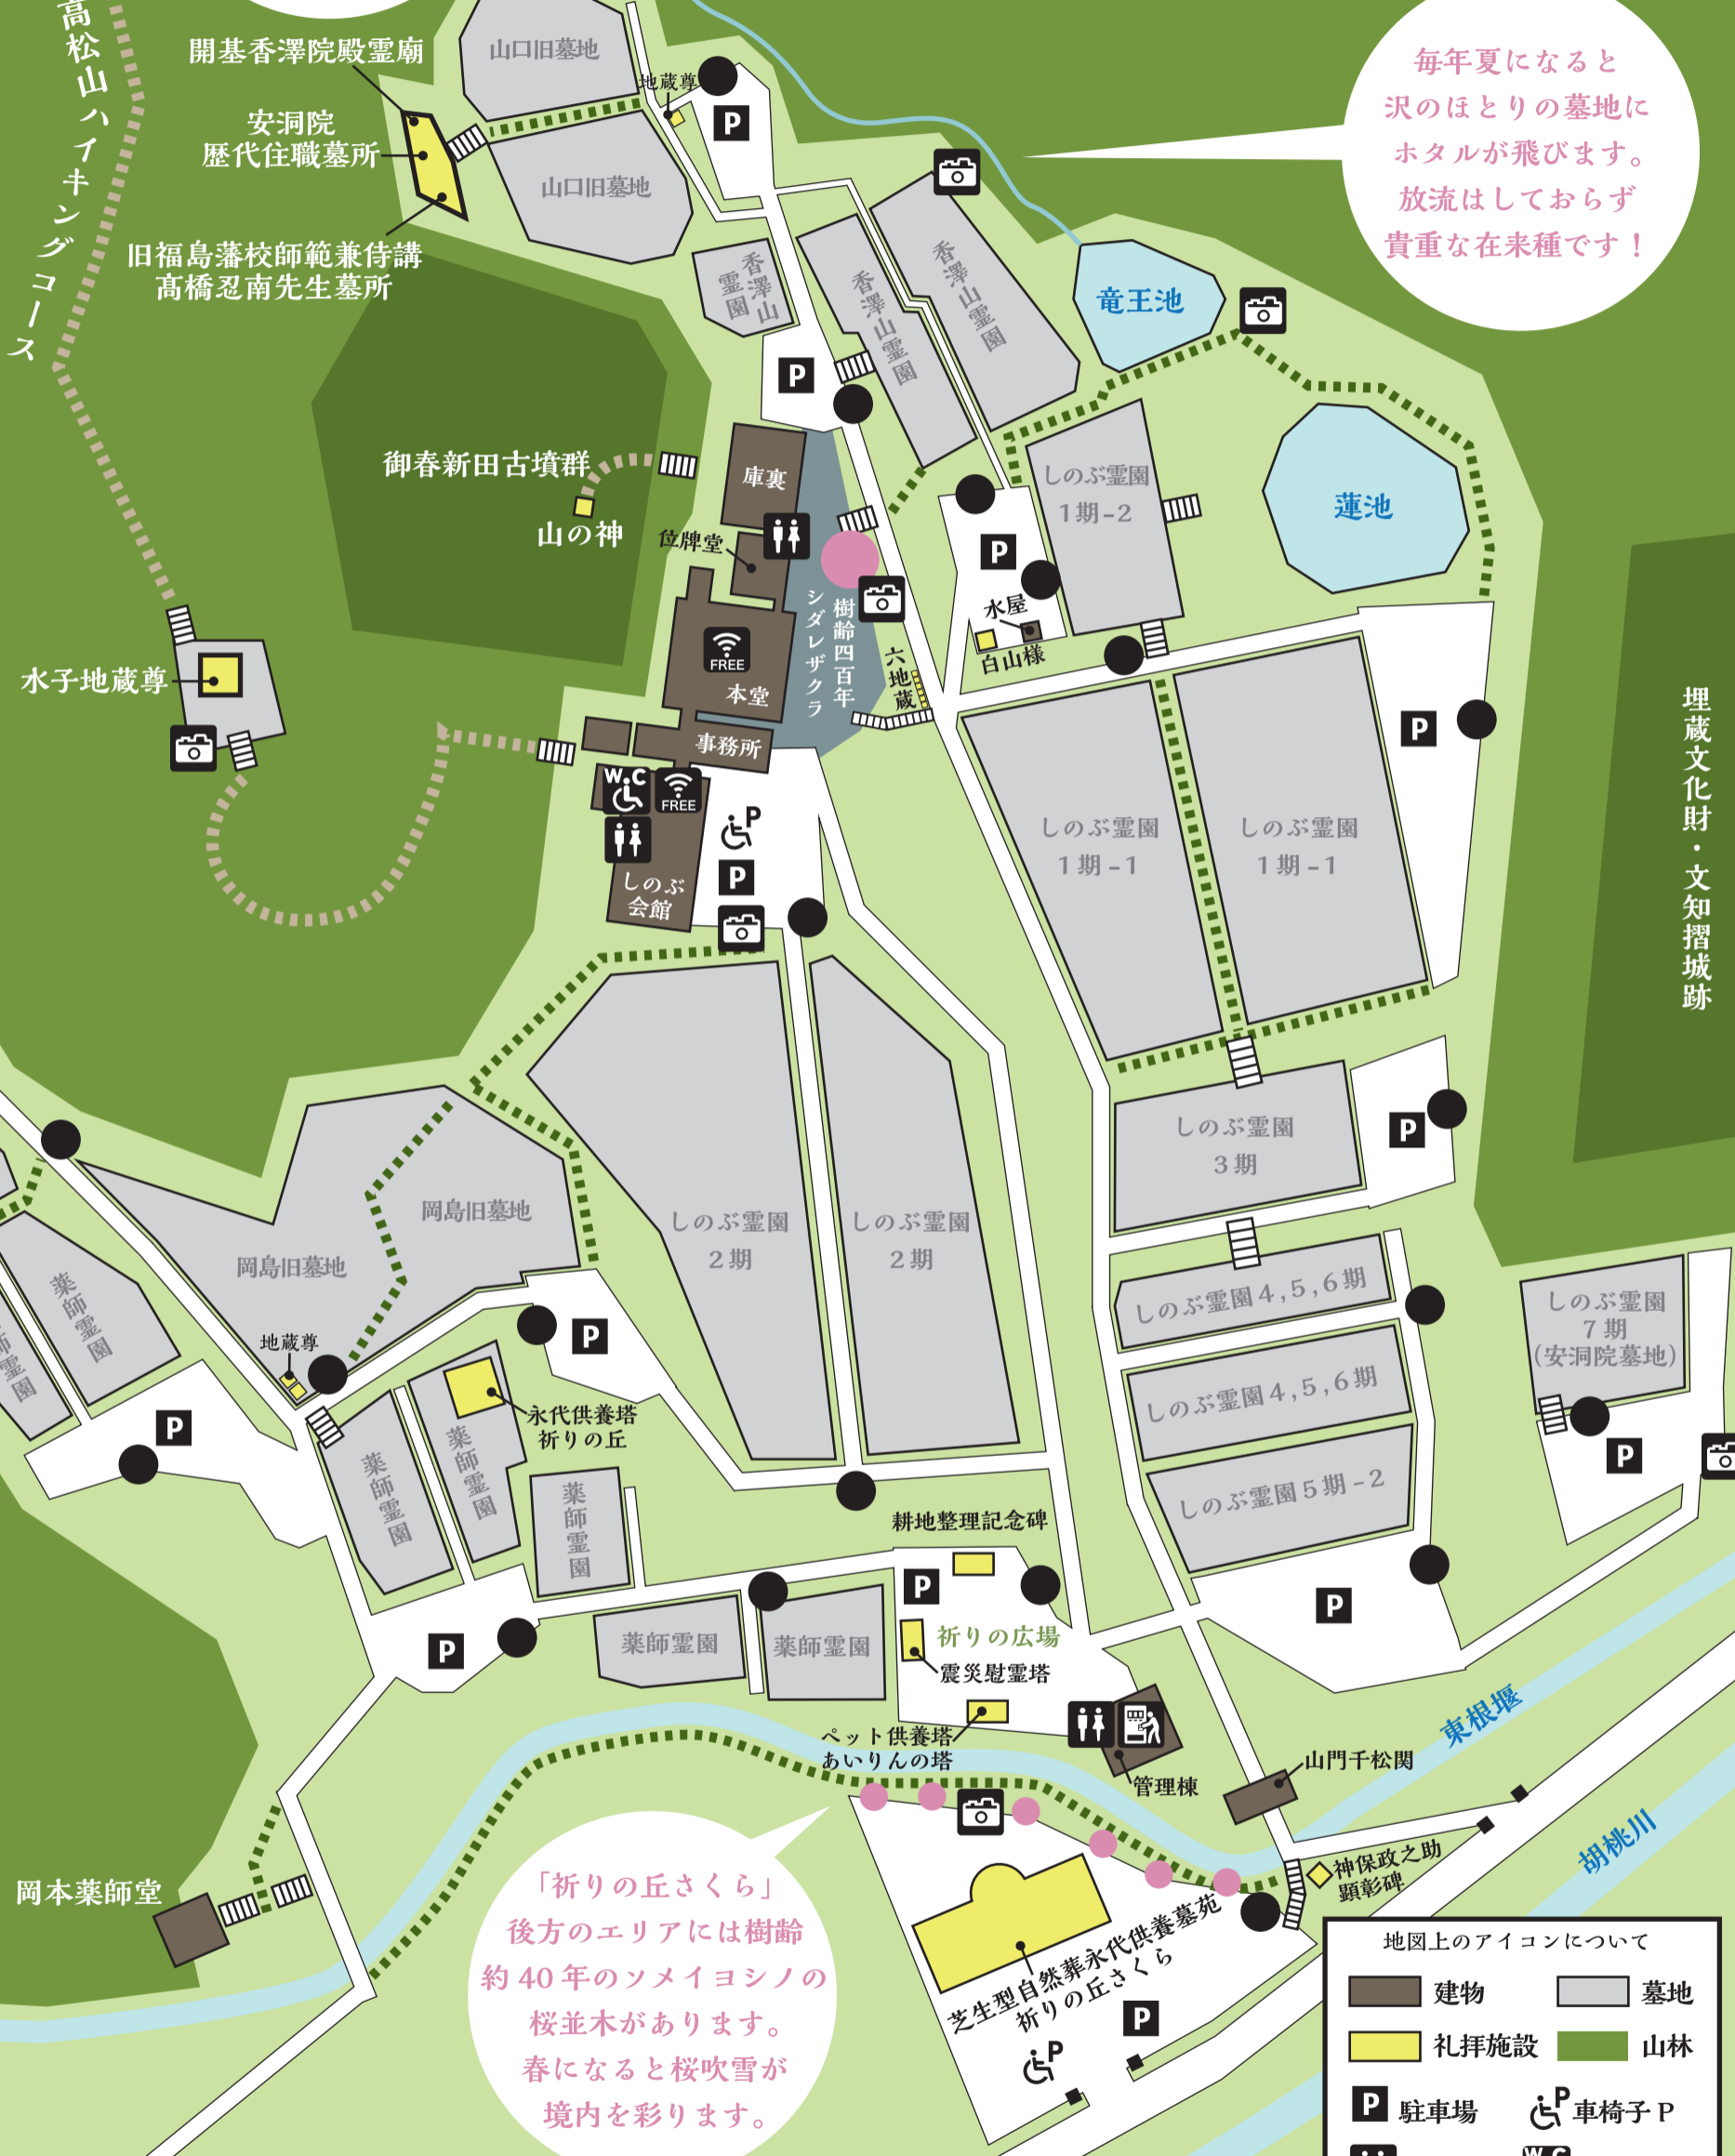 高松山ハイキングコース
開基香澤院殿霊廟
安洞院
歴代住職墓所
旧福島藩校師範兼侍講
髙橋忍南先生墓所
山口旧墓地
地蔵尊
P
山口旧墓地
毎年夏になると
沢のほとりの墓地に
ホタルが飛びます。
放流はしておらず
貴重な在来種です！
香澤山
霊園
香澤山霊園
香澤山霊園
竜王池
P
御春新田古墳群
山の神
庫裏
位牌堂
しのぶ霊園
1期-2
蓮池
P
水屋
白山様
樹齢四百年
シダレザクラ
六地蔵
FREE
本堂
水子地蔵尊
事務所
W.C
FREE
P
P
しのぶ
会館
P
しのぶ霊園
1期-1
しのぶ霊園
1期-1
埋蔵文化財・文知摺城跡
しのぶ霊園
3期
P
岡島旧墓地
岡島旧墓地
しのぶ霊園
2期
しのぶ霊園
2期
しのぶ霊園4,5,6期
しのぶ霊園4,5,6期
しのぶ霊園5期-2
しのぶ霊園
7期
(安洞院墓地)
P
薬師霊園
師霊園
地蔵尊
P
P
永代供養塔
祈りの丘
薬師霊園
薬師霊園
薬師霊園
耕地整理記念碑
P
P
P
薬師霊園
薬師霊園
祈りの広場
震災慰霊塔
ペット供養塔
あいりんの塔
管理棟
山門千松関
東根堰
胡桃川
神保政之助
顕彰碑
岡本薬師堂
「祈りの丘さくら」
後方のエリアには樹齢
約40年のソメイヨシノの
桜並木があります。
春になると桜吹雪が
境内を彩ります。
芝生型自然葬永代供養墓苑
祈りの丘さくら
P
P
地図上のアイコンについて
建物
墓地
礼拝施設
山林
P 駐車場
P 車椅子P
W.C